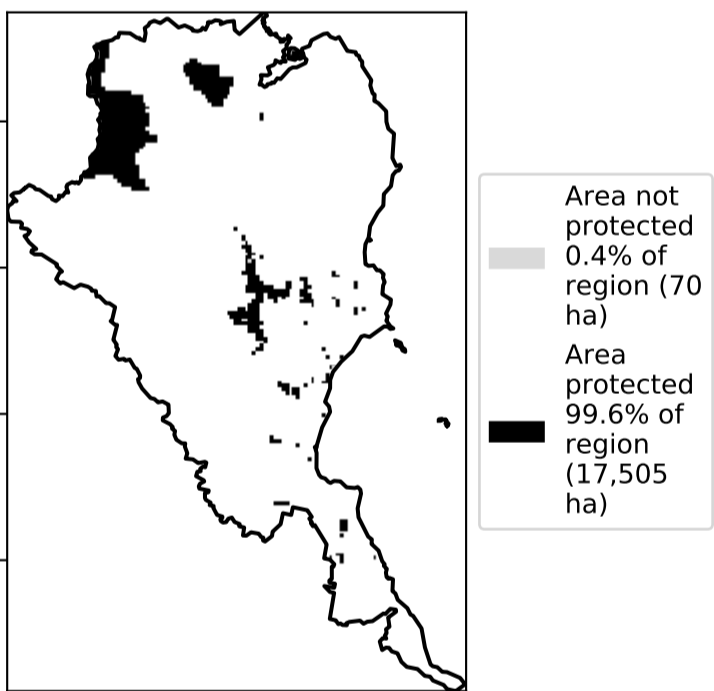 Area not
protected
0.4% of
region (70
ha)
Area
protected
99.6% of
region
(17,505
ha)